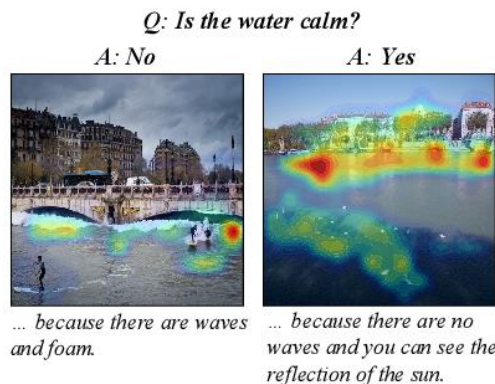 Q: Is the water calm?
A: No
A: Yes
... because there are waves
and foam.
... because there are no
waves and you can see the
reflection of the sun.